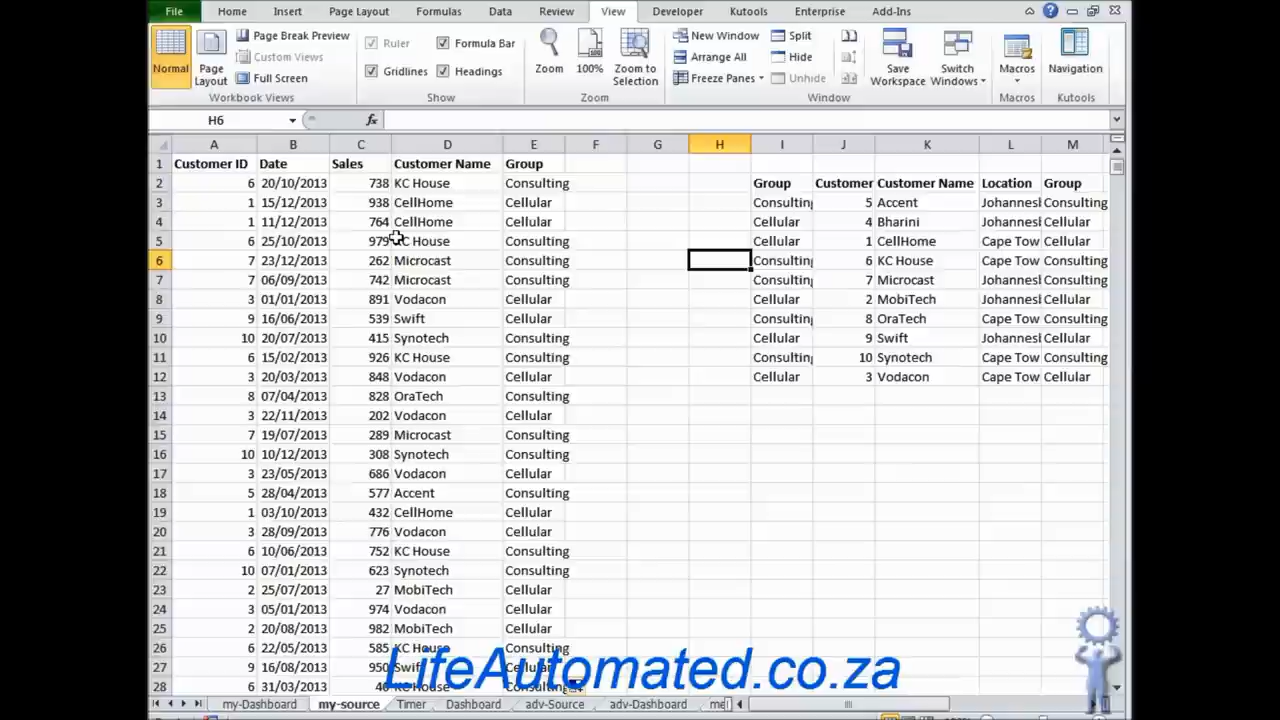 File Home Insert Page Layout Formulas Data Review View Developer Kutools Enterprise Add-Ins
Normal
Page Layout
Page Break Preview
Custom Views
Full Screen
Workbook Views
Ruler Formula Bar
Gridlines Headings
Show
Zoom 100% Zoom to Selection
Zoom
New Window
Arrange All
Freeze Panes
Split
Hide
Unhide
Save Workspace
Switch Windows
Window
Macros
Macros
Navigation
Kutools
H6 fx
A B C D E F G H I J K L M
1 Customer ID Date Sales Customer Name Group
2 6 20/10/2013 738 KC House Consulting Group Customer Customer Name Location Group
3 1 15/12/2013 938 CellHome Cellular Consulting 5 Accent Johannesl Consulting
4 1 11/12/2013 764 CellHome Cellular Cellular 4 Bharini Johannesl Cellular
5 6 25/10/2013 979 KC House Consulting Cellular 1 CellHome Cape Tow Cellular
6 7 23/12/2013 262 Microcast Consulting Consulting 6 KC House Cape Tow Consulting
7 7 06/09/2013 742 Microcast Consulting Consulting 7 Microcast Johannesl Consulting
8 3 01/01/2013 891 Vodacon Cellular Cellular 2 MobiTech Johannesl Cellular
9 9 16/06/2013 539 Swift Cellular Consulting 8 OraTech Johannesl Consulting
10 10 20/07/2013 415 Synotech Consulting Cellular 9 Swift Johannesl Cellular
11 6 15/02/2013 926 KC House Consulting Consulting 10 Synotech Cape Tow Consulting
12 3 20/03/2013 848 Vodacon Cellular Cellular 3 Vodacon Cape Tow Cellular
13 8 07/04/2013 828 OraTech Consulting
14 3 22/11/2013 202 Vodacon Cellular
15 7 19/07/2013 289 Microcast Consulting
16 10 10/12/2013 308 Synotech Consulting
17 3 23/05/2013 686 Vodacon Cellular
18 5 28/04/2013 577 Accent Consulting
19 1 03/10/2013 432 CellHome Cellular
20 3 28/09/2013 776 Vodacon Cellular
21 6 10/06/2013 752 KC House Consulting
22 10 07/01/2013 623 Synotech Consulting
23 2 25/07/2013 27 MobiTech Cellular
24 3 05/01/2013 974 Vodacon Cellular
25 2 20/08/2013 982 MobiTech Cellular
26 6 22/05/2013 585 KC House Consulting
27 9 16/08/2013 950 Swift Cellular
28 6 31/03/2013 KC House Consulting
LifeAutomated.co.za
my-Dashboard my-source Timer Dashboard adv-Source adv-Dashboard